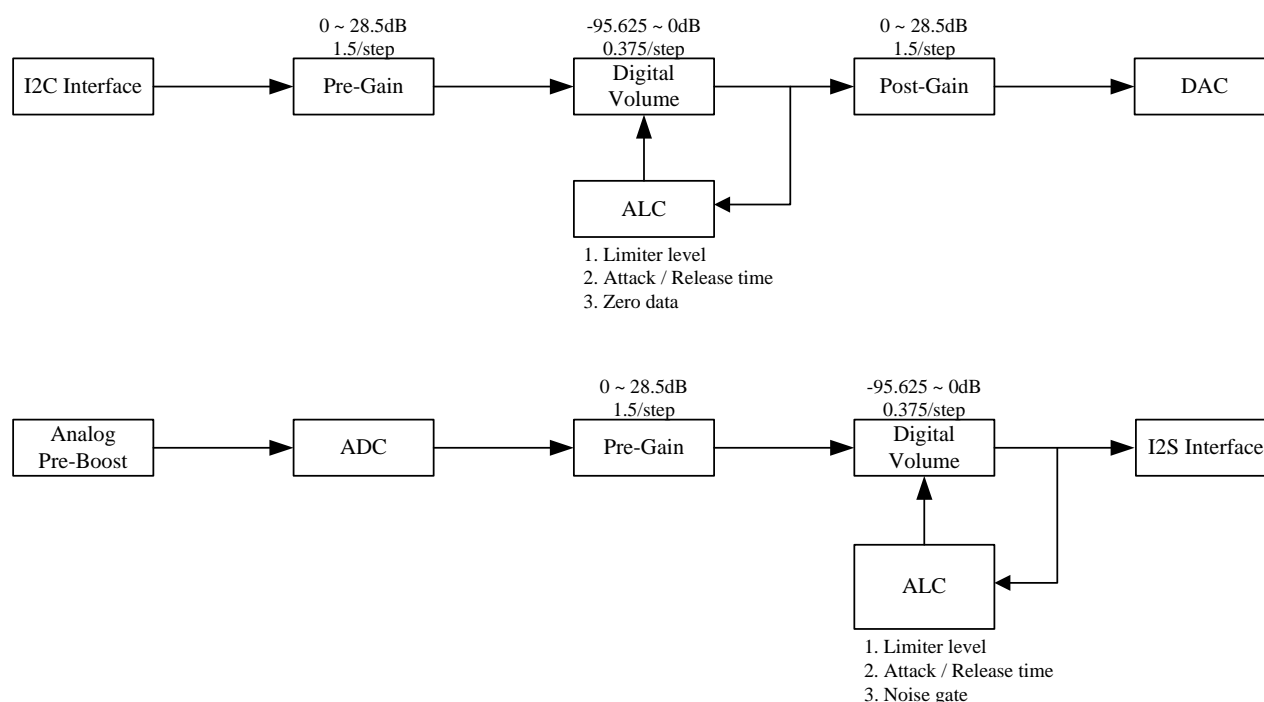 0 ~ 28.5dB
1.5/step
-95.625 ~ 0dB
0.375/step
0 ~ 28.5dB
1.5/step
I2C Interface
Pre-Gain
Digital
Volume
Post-Gain
DAC
ALC
1. Limiter level
2. Attack / Release time
3. Zero data
0 ~ 28.5dB
1.5/step
-95.625 ~ 0dB
0.375/step
Analog
Pre-Boost
ADC
Pre-Gain
Digital
Volume
I2S Interface
ALC
1. Limiter level
2. Attack / Release time
3. Noise gate